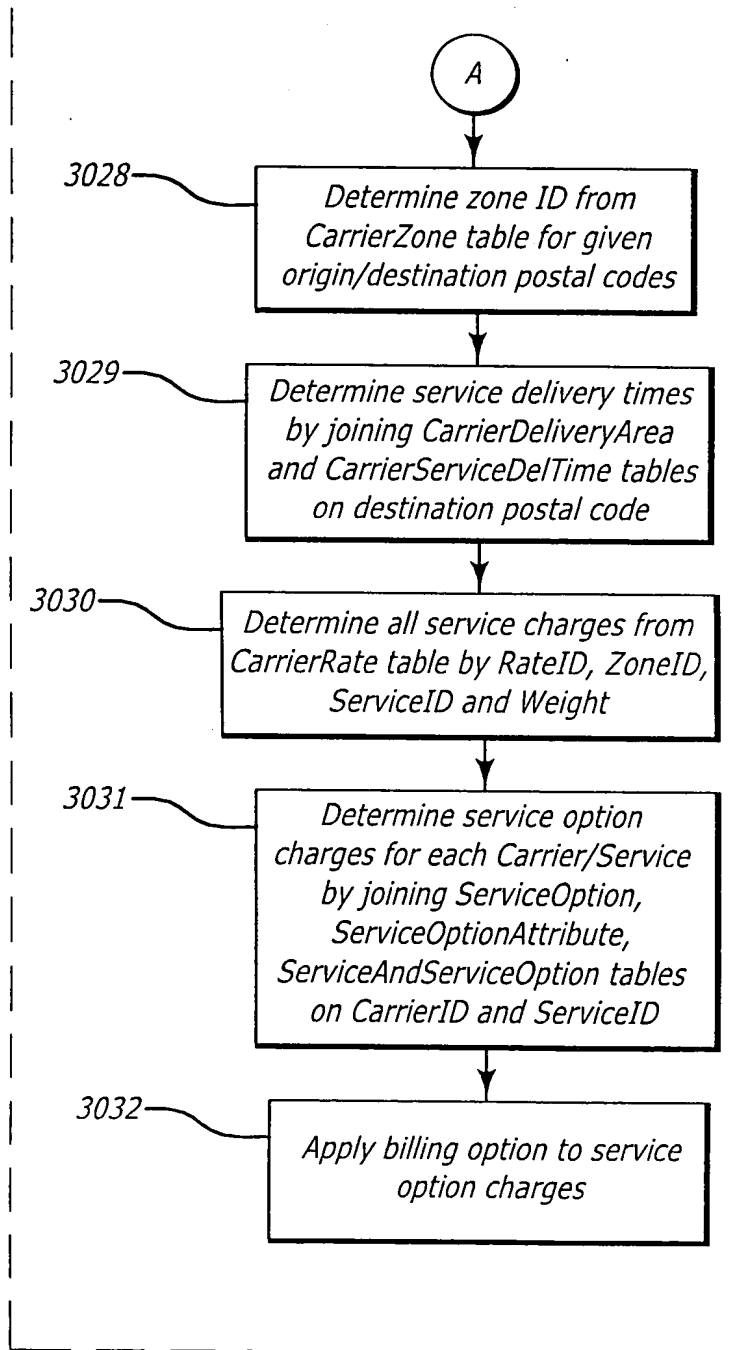 A
3028
Determine zone ID from
CarrierZone table for given
origin/destination postal codes
3029
Determine service delivery times
by joining CarrierDeliveryArea
and CarrierServiceDelTime tables
on destination postal code
3030
Determine all service charges from
CarrierRate table by RateID, ZoneID,
ServiceID and Weight
3031
Determine service option
charges for each Carrier/Service
by joining ServiceOption,
ServiceOptionAttribute,
ServiceAndServiceOption tables
on CarrierID and ServiceID
3032
Apply billing option to service
option charges